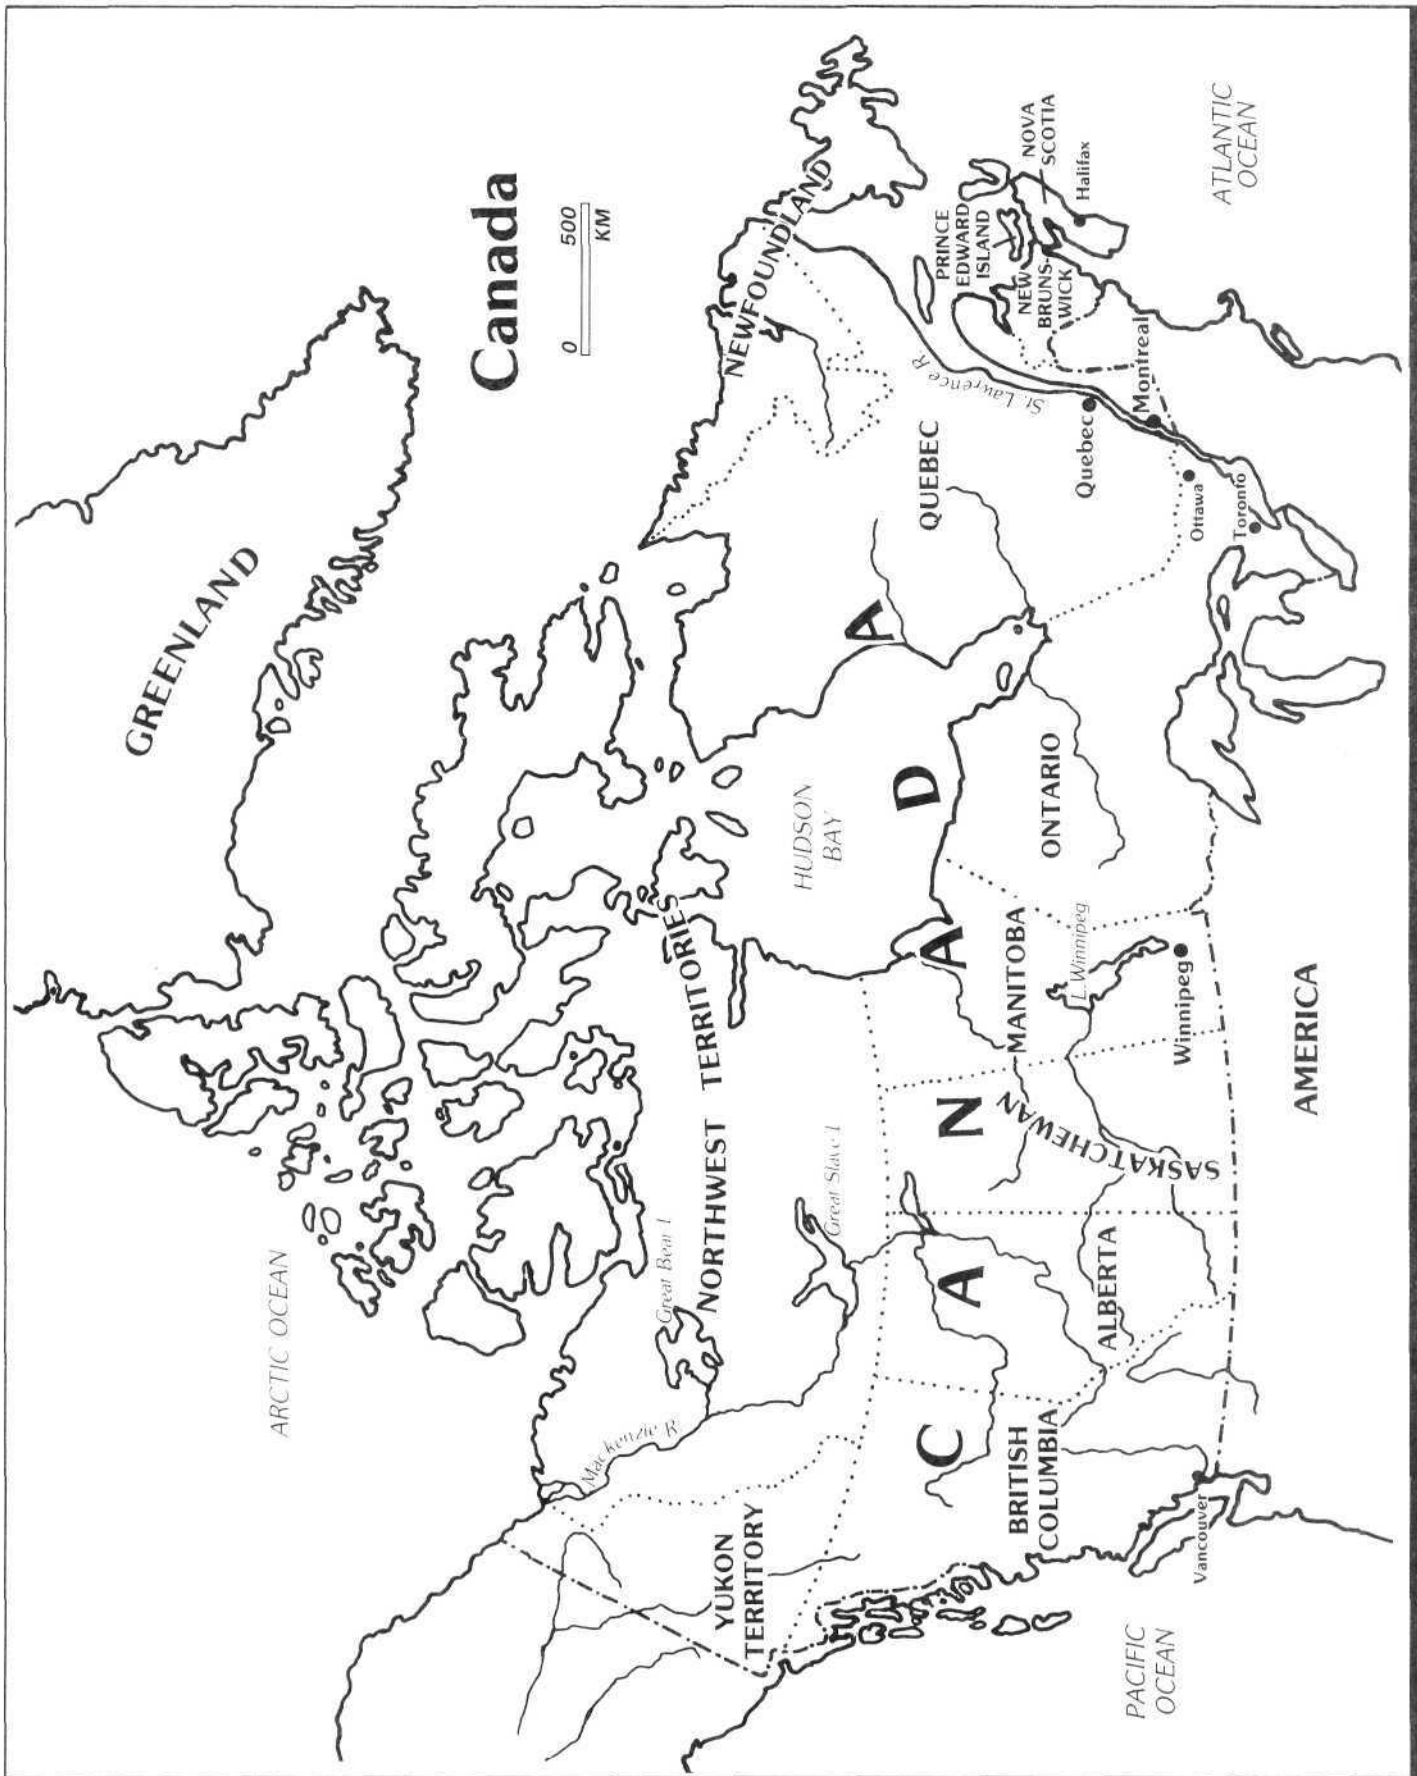 Canada
0 500
KM
GREENLAND
ARCTIC OCEAN
NEWFOUNDLAND
Great Bear L
Mackenzie R.
NORTHWEST TERRITORIES
YUKON
TERRITORY
Great Slave L
HUDSON
BAY
CANADA
QUEBEC
St. Lawrence R.
PRINCE
EDWARD
ISLAND
NEW
BRUNS-
WICK
NOVA
SCOTIA
Halifax
BRITISH
COLUMBIA
ALBERTA
SASKATCHEWAN
MANITOBA
L.Winnipeg
ONTARIO
Quebec
Montreal
Ottawa
Toronto
Winnipeg
Vancouver
PACIFIC
OCEAN
AMERICA
ATLANTIC
OCEAN